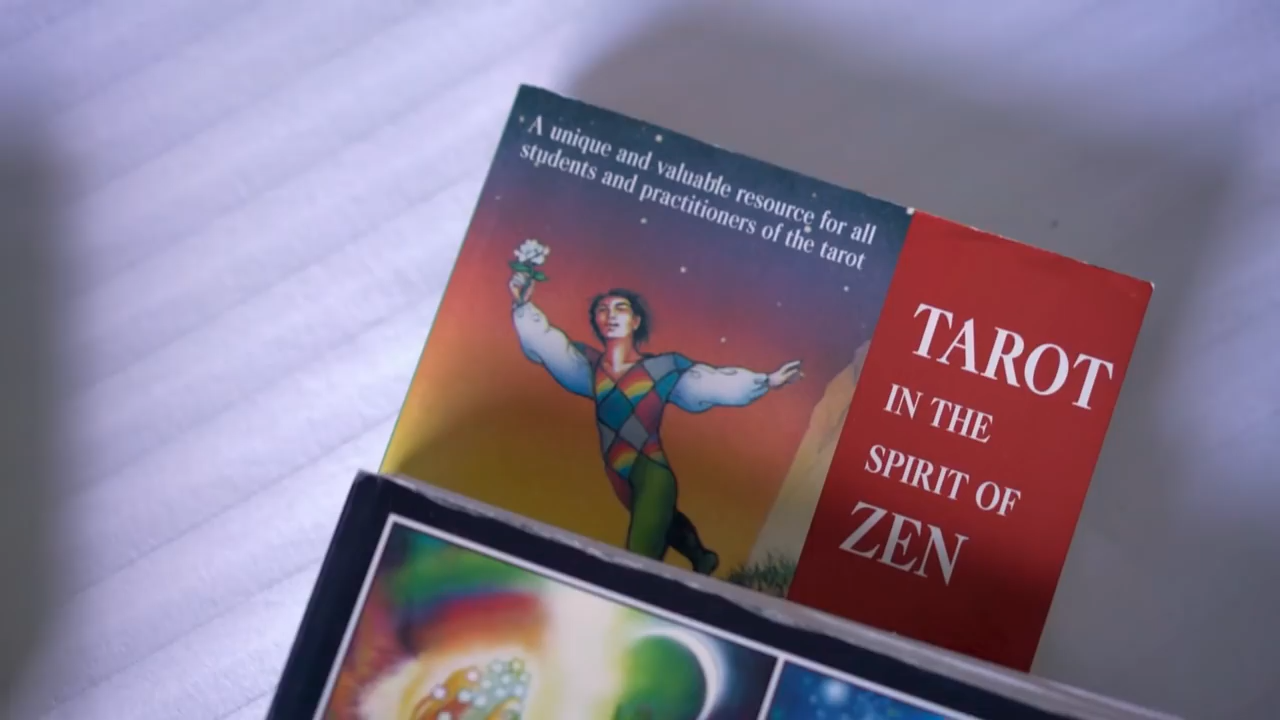 A unique and valuable resource for all
students and practitioners of the tarot
TAROT
IN THE
SPIRIT OF
ZEN